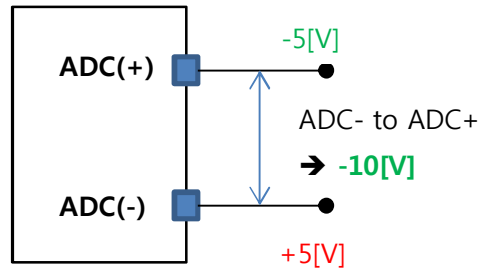 -5[V]
ADC(+)
ADC- to ADC+
➔ -10[V]
ADC(-)
+5[V]